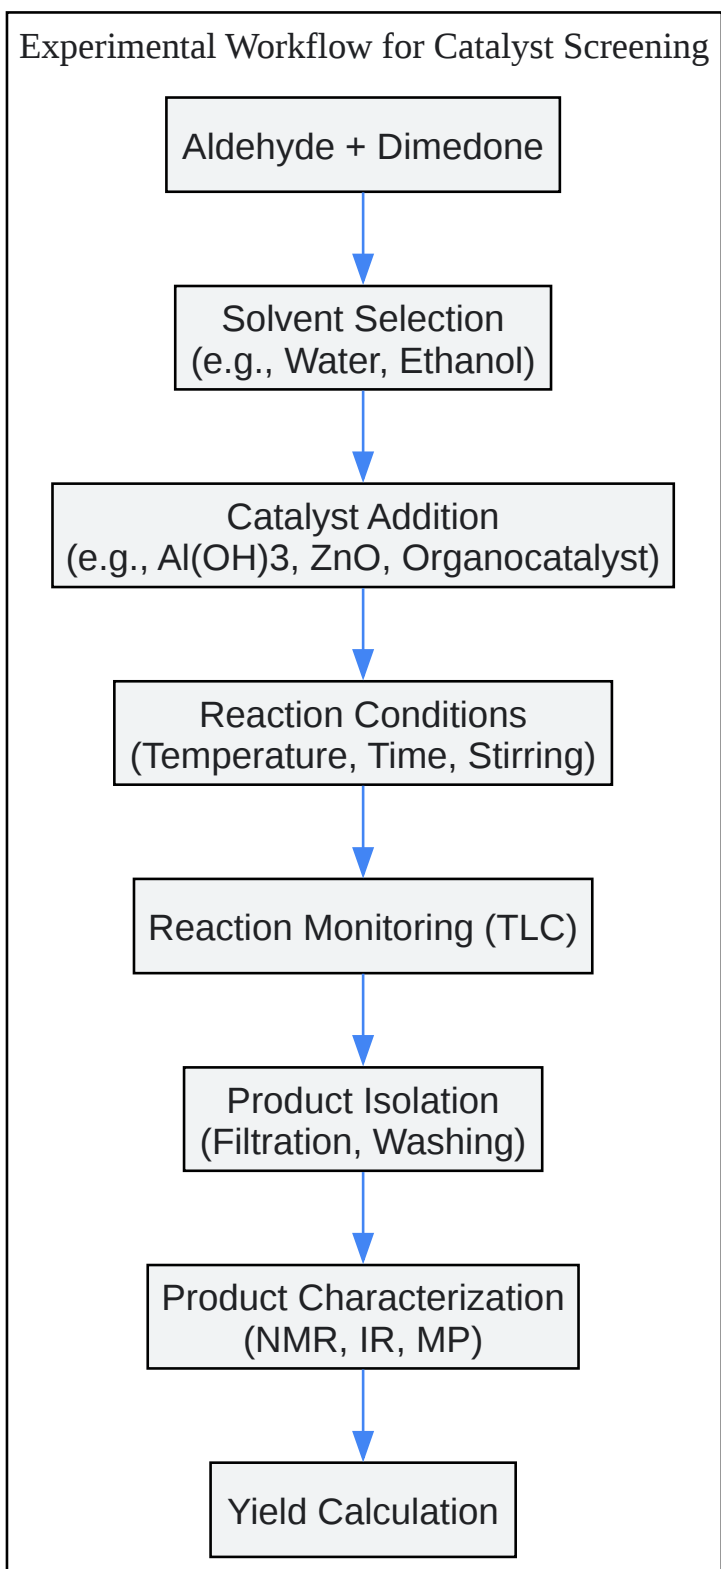 Experimental Workflow for Catalyst Screening
Aldehyde + Dimedone
Solvent Selection
(e.g., Water, Ethanol)
Catalyst Addition
(e.g., Al(OH)3, ZnO, Organocatalyst)
Reaction Conditions
(Temperature, Time, Stirring)
Reaction Monitoring (TLC)
Product Isolation
(Filtration, Washing)
Product Characterization
(NMR, IR, MP)
Yield Calculation